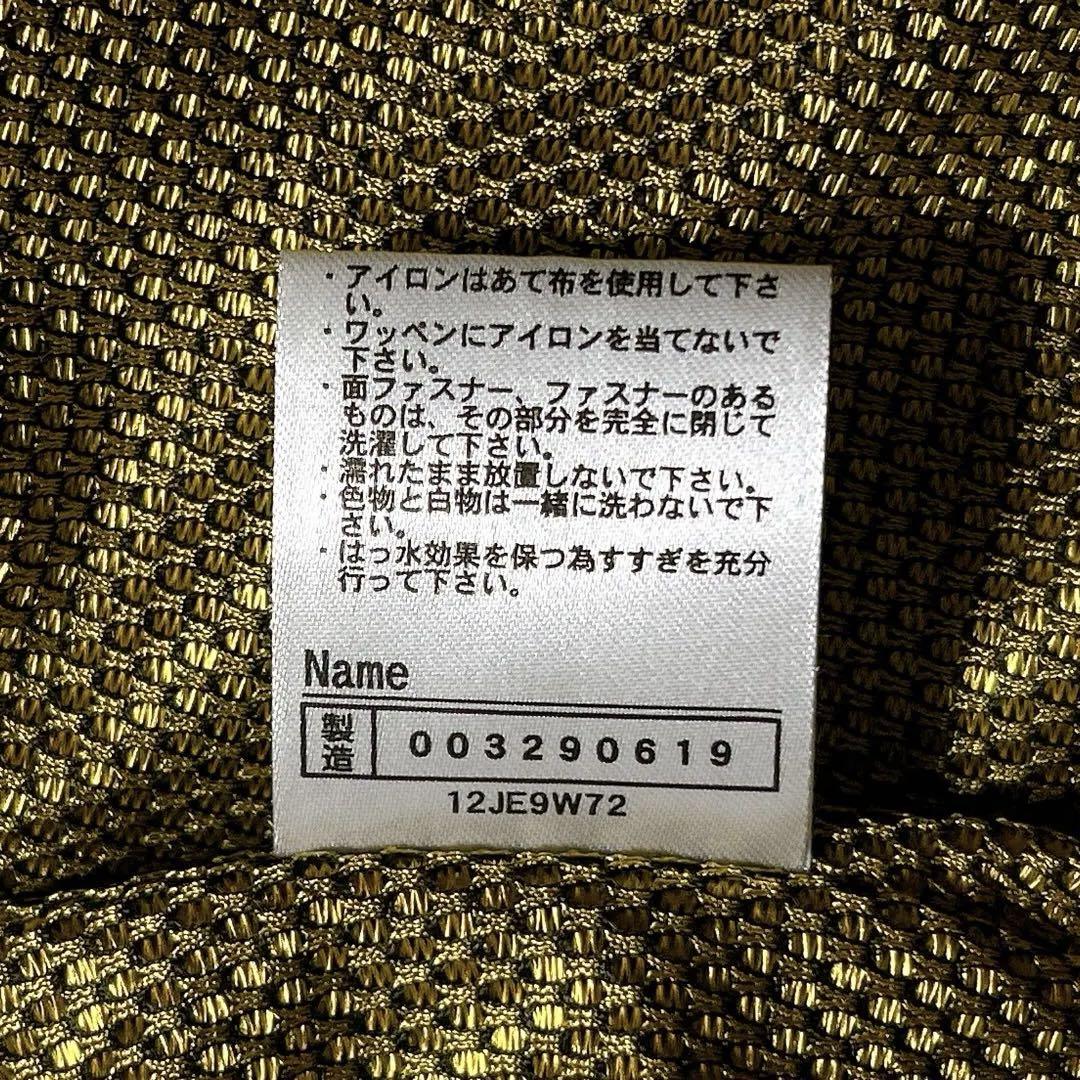 ・アイロンはあて布を使用して下さ
い。
・ワッペンにアイロンを当てないで
下さい。
・面ファスナー、ファスナーのある
ものは、その部分を完全に閉じて
洗濯して下さい。
・濡れたまま放置しないで下さい。
・色物と白物は一緒に洗わないで下
さい。
・はっ水効果を保つ為すすぎを充分
行って下さい。
Name
製造 003290619
12JE9W72